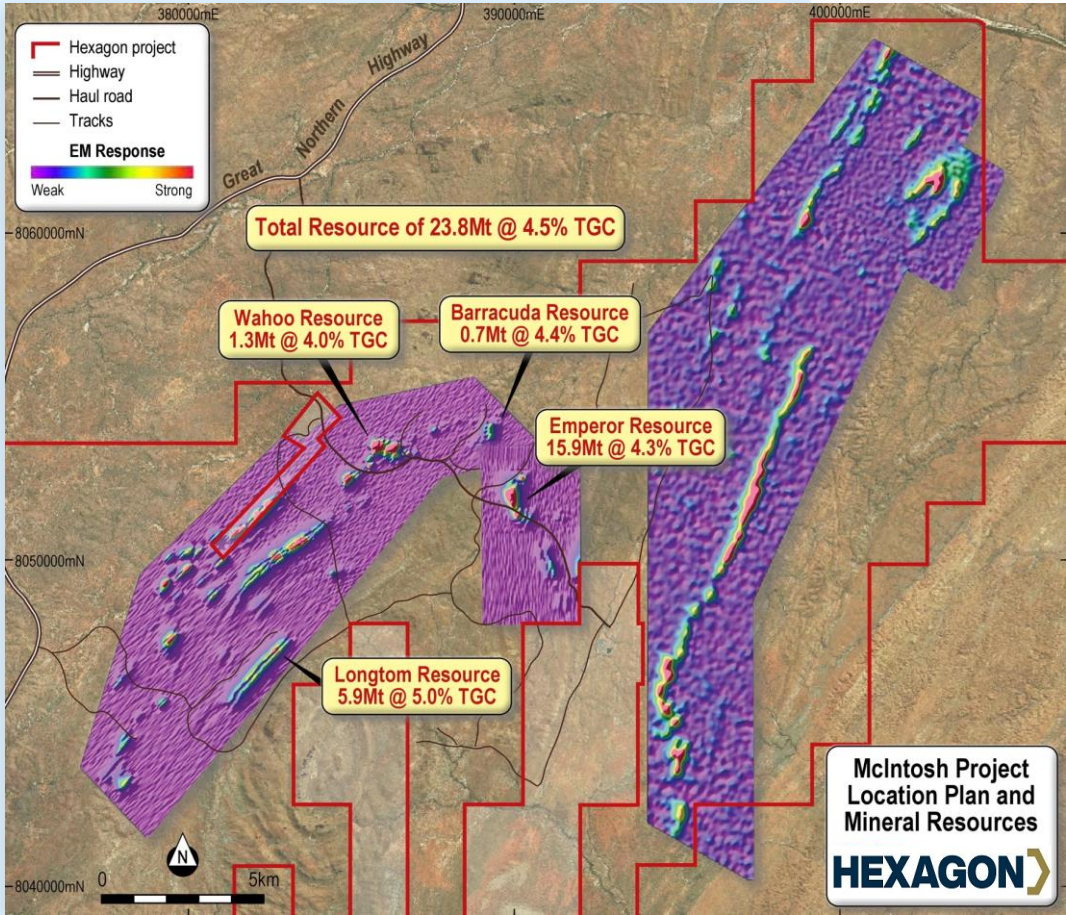 380000mE
390000mE
400000mE
Hexagon project
Highway
Haul road
Tracks
EM Response
Weak
Strong
Great Northern Highway
8060000mN
Total Resource of 23.8Mt @ 4.5% TGC
Wahoo Resource
1.3Mt @ 4.0% TGC
Barracuda Resource
0.7Mt @ 4.4% TGC
Emperor Resource
15.9Mt @ 4.3% TGC
8050000mN
Longtom Resource
5.9Mt @ 5.0% TGC
McIntosh Project
Location Plan and
Mineral Resources
HEXAGON
N
0
5km
8040000mN